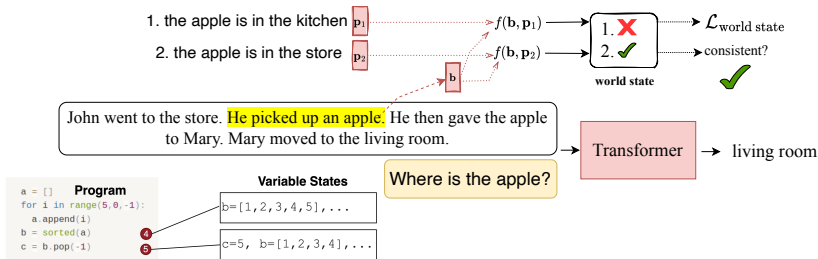 1. the apple is in the kitchen p₁ f(b, p₁) 1. ❌ ℒworld state
2. the apple is in the store p₂ f(b, p₂) 2. ✔ consistent?
b
world state
John went to the store. He picked up an apple. He then gave the apple
to Mary. Mary moved to the living room.
Transformer
living room
Where is the apple?
Program
a = []
for i in range(5,0,-1):
a.append(i)
b = sorted(a) 4
c = b.pop(-1) 5
Variable States
b=[1,2,3,4,5],...
c=5, b=[1,2,3,4],...